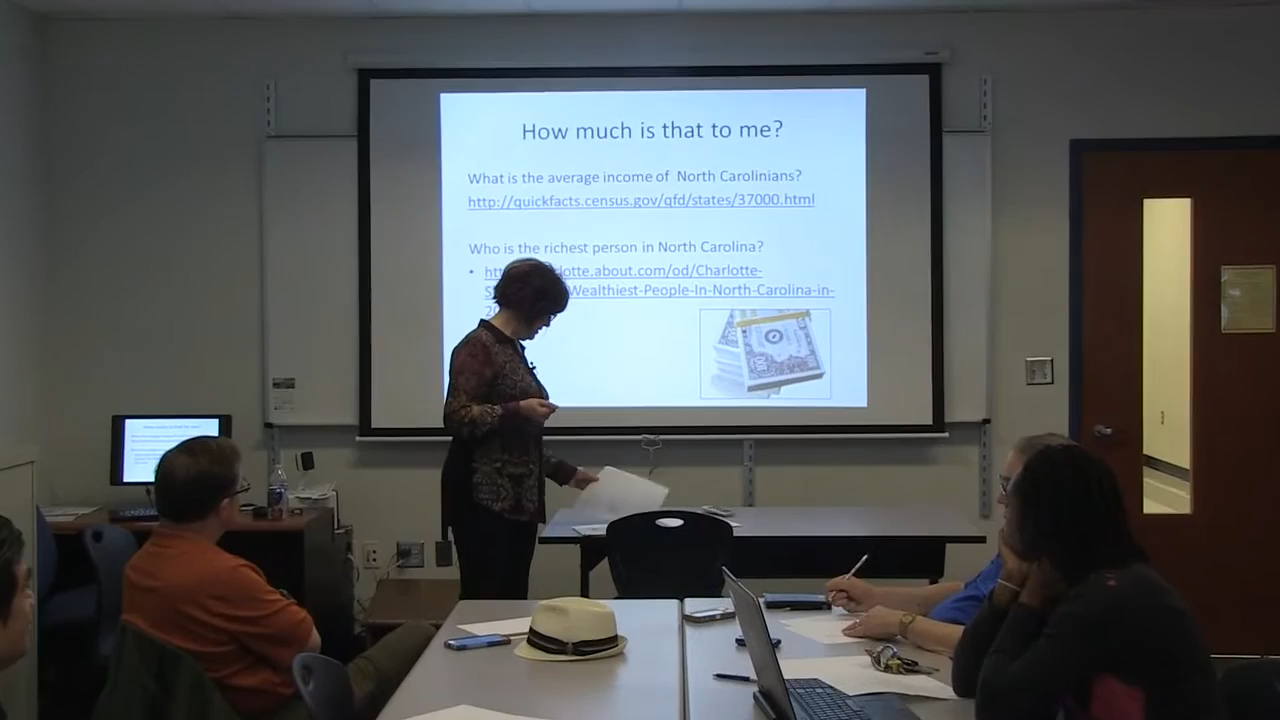 How much is that to me?
What is the average income of North Carolinians?
http://quickfacts.census.gov/qfd/states/37000.html
Who is the richest person in North Carolina?
• lotte.about.com/od/Charlotte-
Wealthiest-People-In-North-Carolina-in-